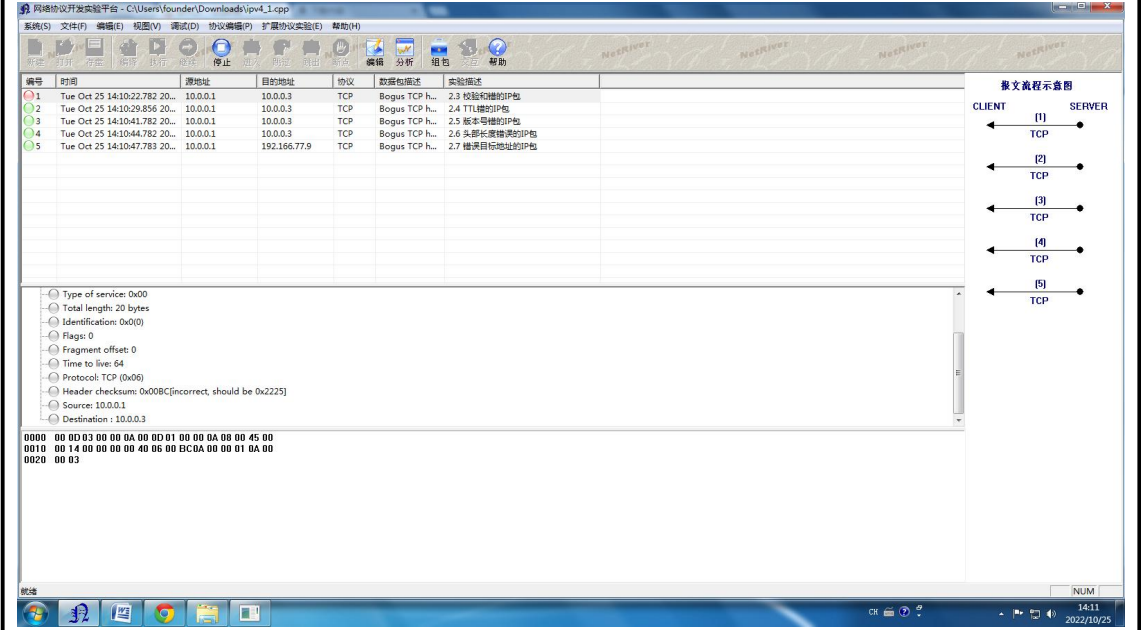 网络协议开发实验平台 - C:\Users\founder\Downloads\ipv4_1.cpp
系统(S) 文件(F) 编辑(E) 视图(V) 调试(D) 协议编辑(P) 扩展协议实验(E) 帮助(H)
新建 打开 存盘 编译 执行 继续 停止 进入 跳过 跳出 断点 编辑 分析 组包 交互 帮助
NetRiver NetRiver NetRiver NetRiver
编号 时间 源地址 目的地址 协议 数据包描述 实验描述
1 Tue Oct 25 14:10:22.782 20... 10.0.0.1 10.0.0.3 TCP Bogus TCP h... 2.3 校验和错的IP包
2 Tue Oct 25 14:10:29.856 20... 10.0.0.1 10.0.0.3 TCP Bogus TCP h... 2.4 TTL错的IP包
3 Tue Oct 25 14:10:41.782 20... 10.0.0.1 10.0.0.3 TCP Bogus TCP h... 2.5 版本号错的IP包
4 Tue Oct 25 14:10:44.782 20... 10.0.0.1 10.0.0.3 TCP Bogus TCP h... 2.6 头部长度错误的IP包
5 Tue Oct 25 14:10:47.783 20... 10.0.0.1 192.166.77.9 TCP Bogus TCP h... 2.7 错误目标地址的IP包
报文流程示意图
CLIENT SERVER
[1]
TCP
[2]
TCP
[3]
TCP
[4]
TCP
[5]
TCP
Type of service: 0x00
Total length: 20 bytes
Identification: 0x0(0)
Flags: 0
Fragment offset: 0
Time to live: 64
Protocol: TCP (0x06)
Header checksum: 0x00BC[incorrect, should be 0x2225]
Source: 10.0.0.1
Destination : 10.0.0.3
0000 00 0D 03 00 00 0A 00 0D 01 00 00 0A 08 00 45 00
0010 00 14 00 00 00 00 40 06 00 BC 0A 00 00 01 0A 00
0020 00 03
就绪 NUM
CH
14:11
2022/10/25